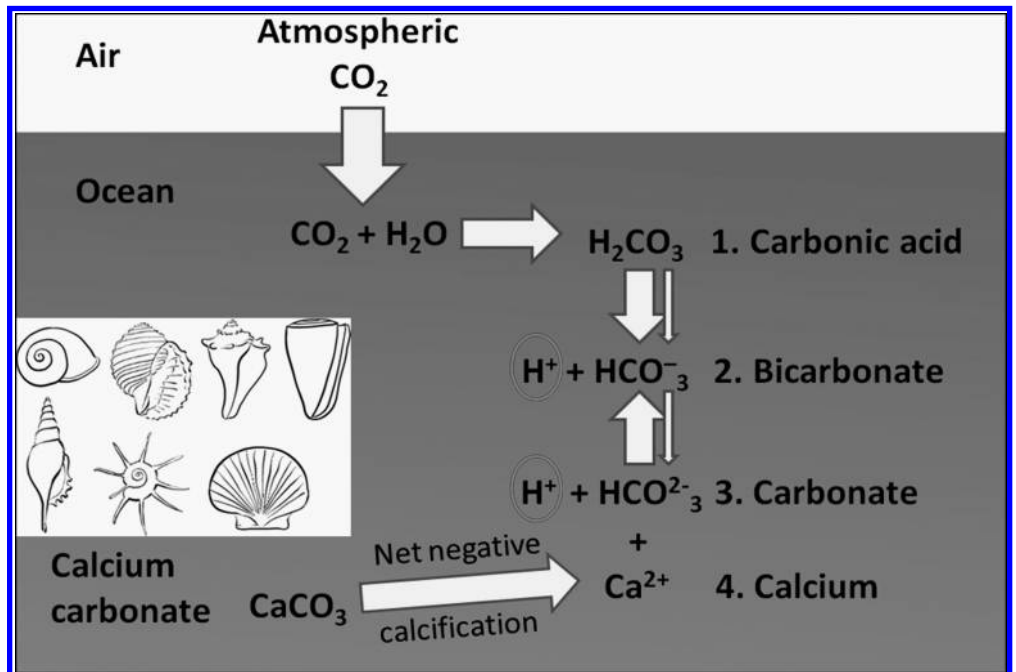 Air
Atmospheric
CO₂
Ocean
CO₂ + H₂O
H₂CO₃ 1. Carbonic acid
H⁺ + HCO⁻₃ 2. Bicarbonate
H⁺ + HCO²⁻₃ 3. Carbonate
+
Ca²⁺ 4. Calcium
Net negative
calcification
Calcium
carbonate CaCO₃